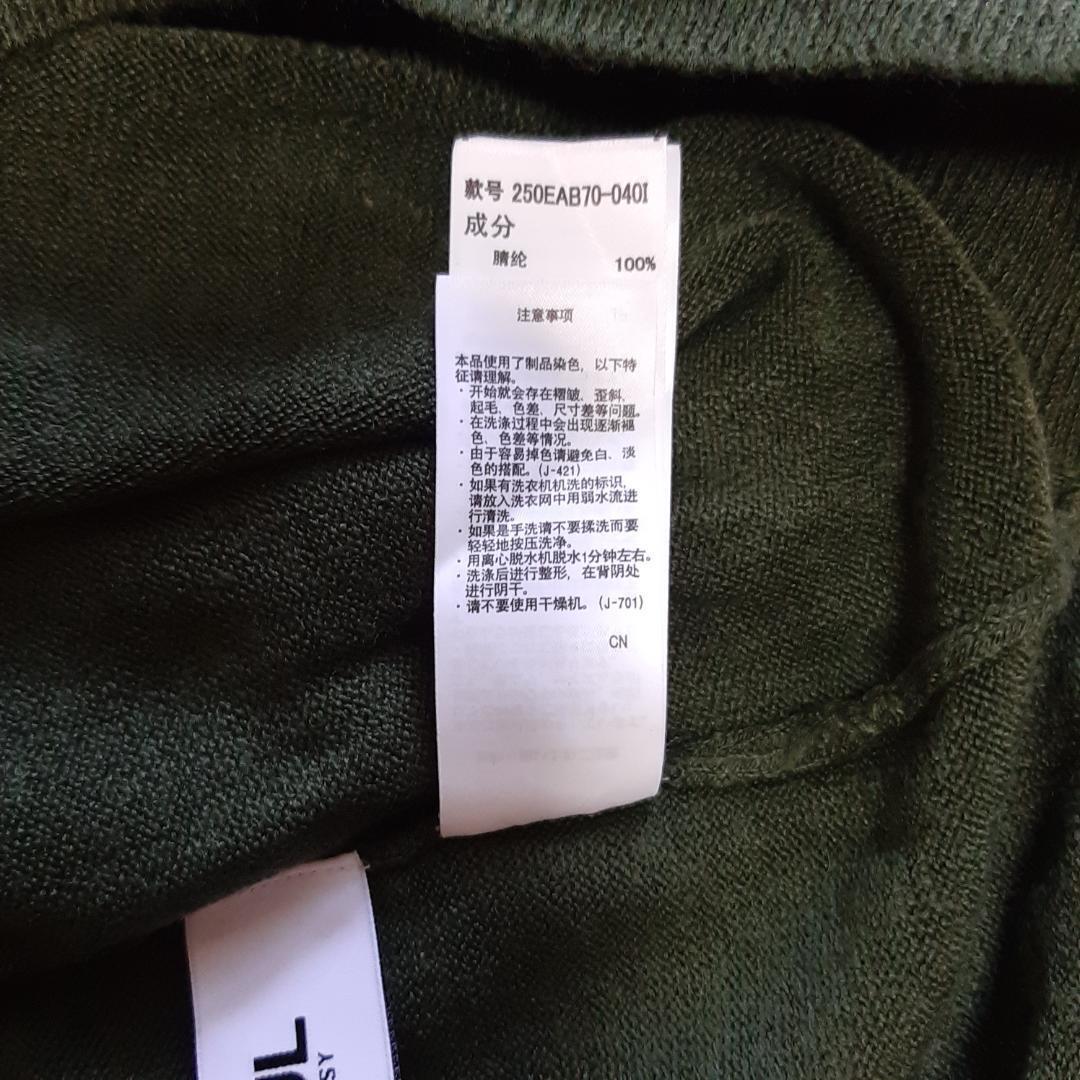 款号 250EAB70-040I
成分
腈纶 100%
注意事项
本品使用了制品染色, 以下特
征请理解。
· 开始就会存在褶皱、歪斜、
起毛、色差、尺寸差等问题。
· 在洗涤过程中会出现逐渐褪
色、色差等情况。
· 由于容易掉色请避免白、淡
色的搭配。(J-421)
· 如果有洗衣机机洗的标识,
请放入洗衣网中用弱水流进
行清洗。
· 如果是手洗请不要揉洗而要
轻轻地按压洗净。
· 用离心脱水机脱水1分钟左右。
· 洗涤后进行整形, 在背阴处
进行阴干。
· 请不要使用干燥机。(J-701)
CN